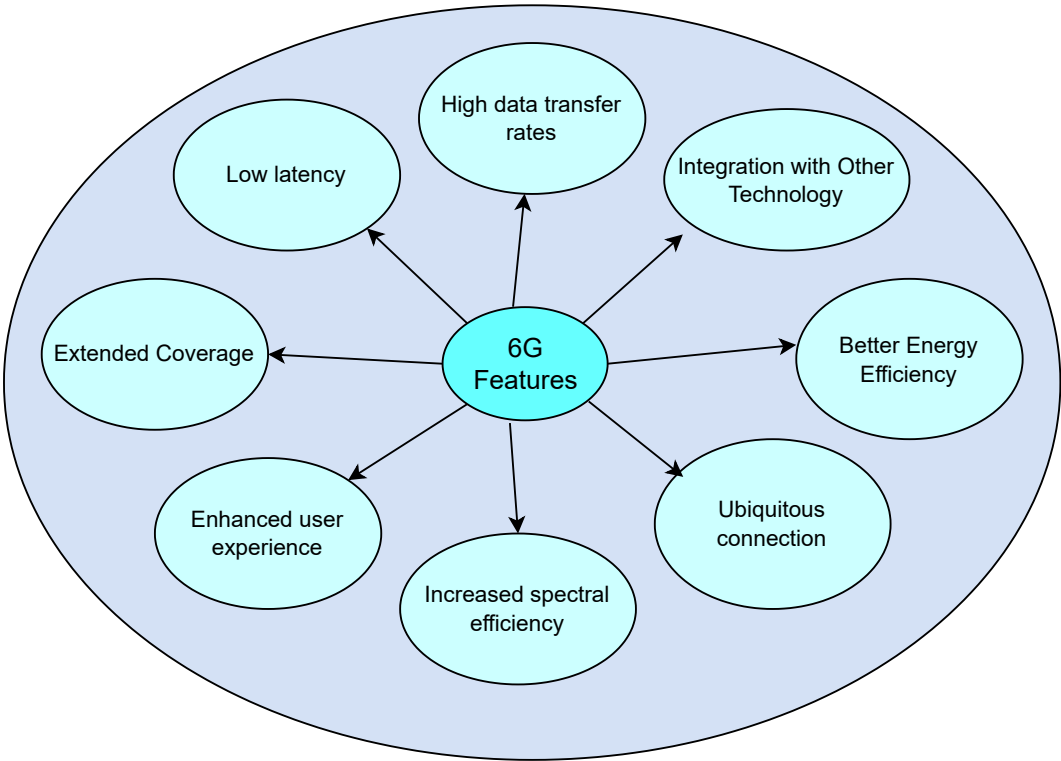 High data transfer
rates
Low latency
Integration with Other
Technology
Extended Coverage
6G
Features
Better Energy
Efficiency
Enhanced user
experience
Ubiquitous
connection
Increased spectral
efficiency